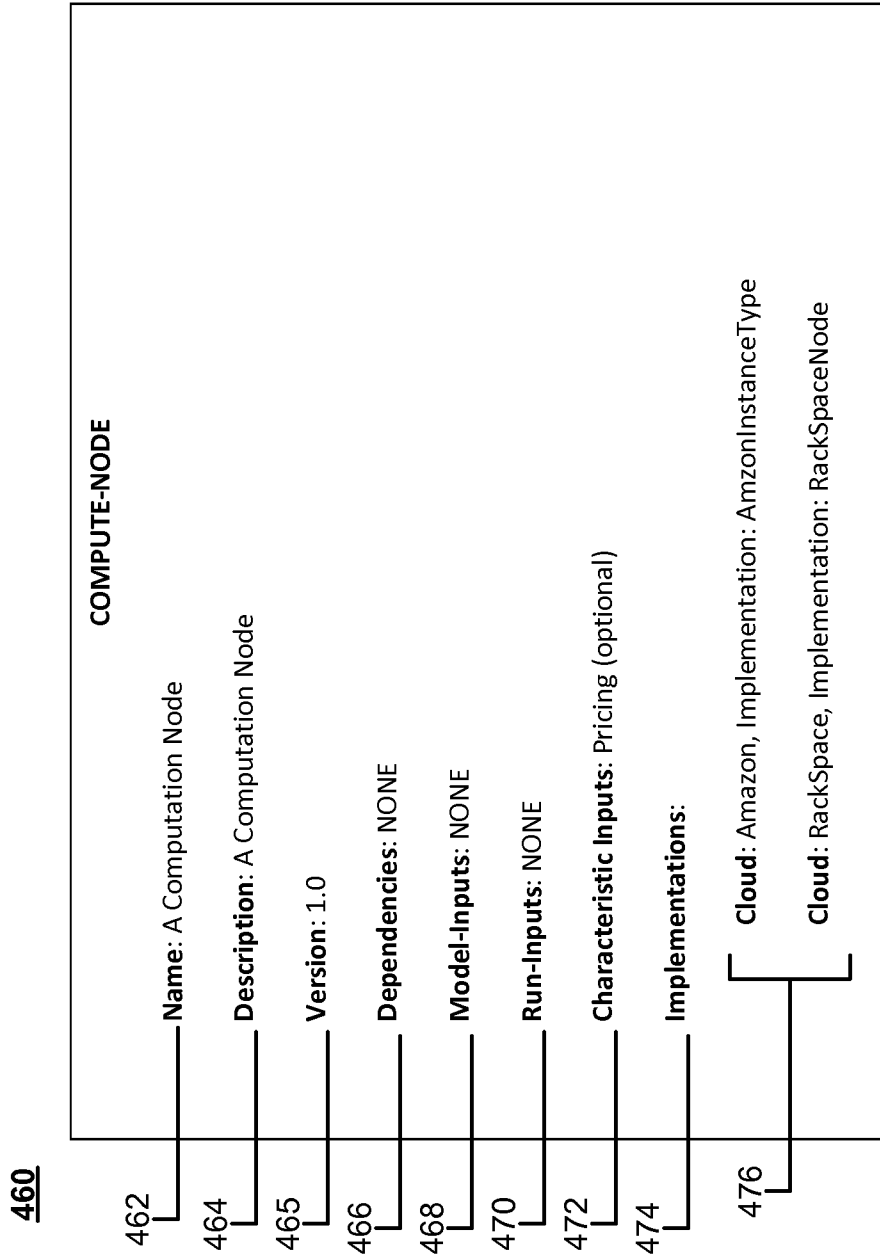 460
COMPUTE-NODE
462 Name: A Computation Node
464 Description: A Computation Node
465 Version: 1.0
466 Dependencies: NONE
468 Model-Inputs: NONE
470 Run-Inputs: NONE
472 Characteristic Inputs: Pricing (optional)
474 Implementations:
476
Cloud: Amazon, Implementation: AmzonInstanceType
Cloud: RackSpace, Implementation: RackSpaceNode